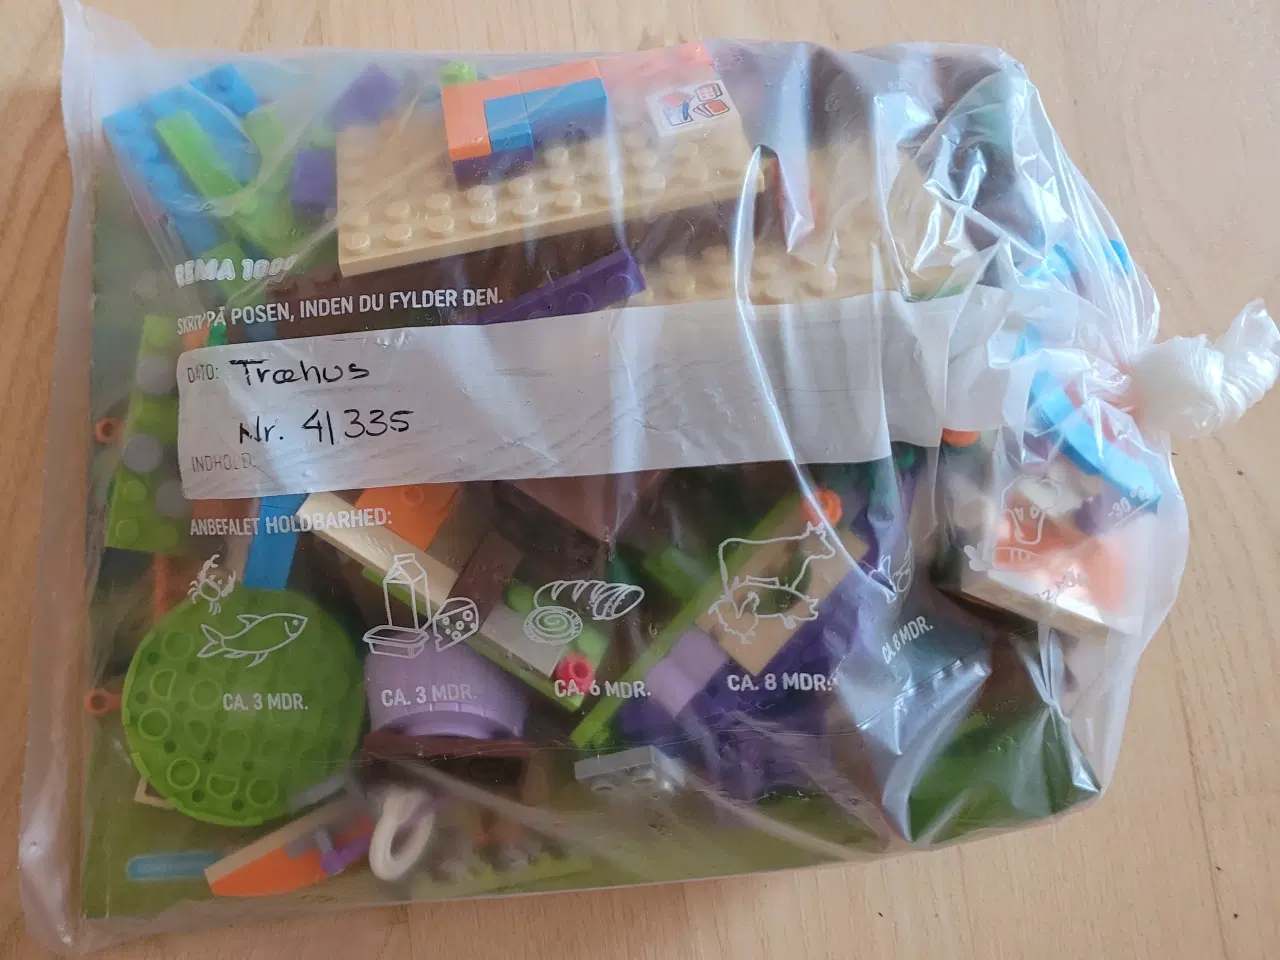 REMA 1000
SKRIV PÅ POSEN, INDEN DU FYLDER DEN.
DATO: Træhus
Nr. 41335
INDHOLD:
ANBEFALET HOLDBARHED:
-30°
CA. 3 MDR.
CA. 3 MDR.
CA. 6 MDR.
CA. 8 MDR.
CA. 8 MDR.